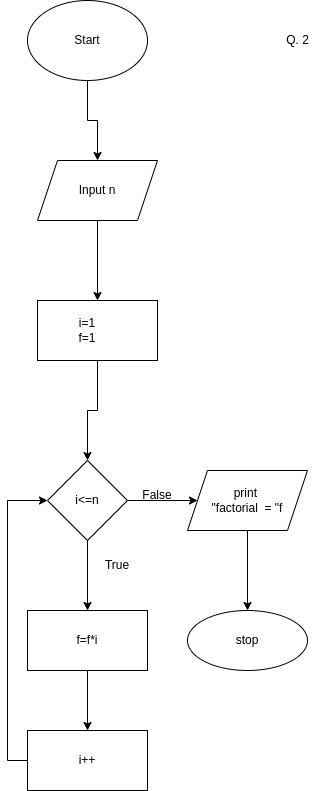 Start
Q. 2
Input n
i=1
f=1
i<=n
False
print
"factorial  = "f
True
f=f*i
stop
i++